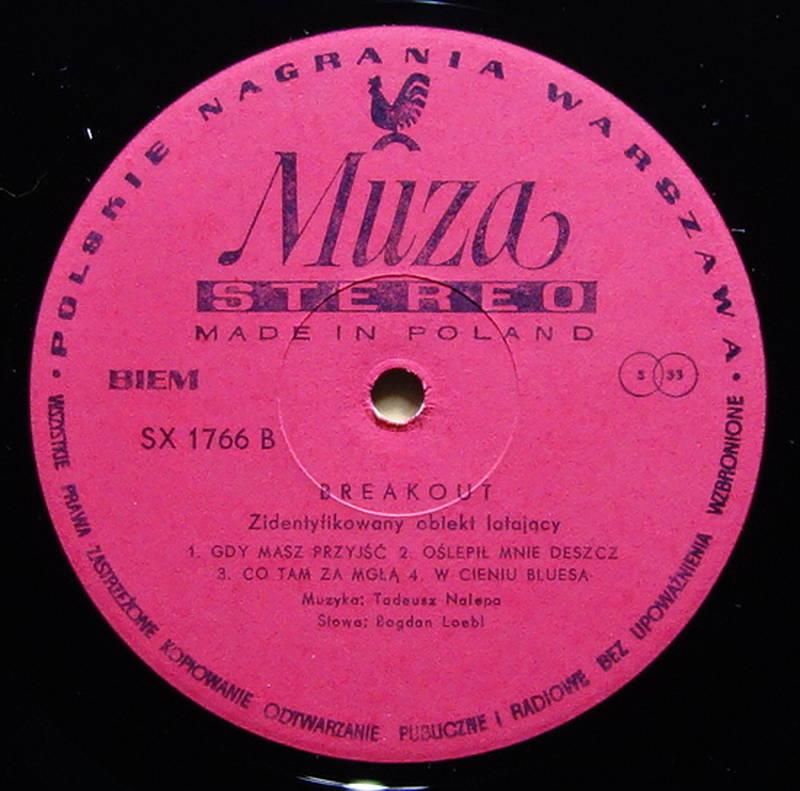 POLSKIE NAGRANIA WARSZAWA
Muza
STEREO
MADE IN POLAND
BIEM
S 33
SX 1766 B
BREAKOUT
Zidentyfikowany obiekt latający
1. GDY MASZ PRZYJŚĆ 2. OŚLEPIŁ MNIE DESZCZ
3. CO TAM ZA MGŁĄ 4. W CIENIU BLUESA
Muzyka: Tadeusz Nalepa
Słowa: Bogdan Loebl
WSZYSTKIE PRAWA ZASTRZEŻONE KOPIOWANIE ODTWARZANIE PUBLICZNE I RADIOWE BEZ UPOWAŻNIENIA WZBRONIONE